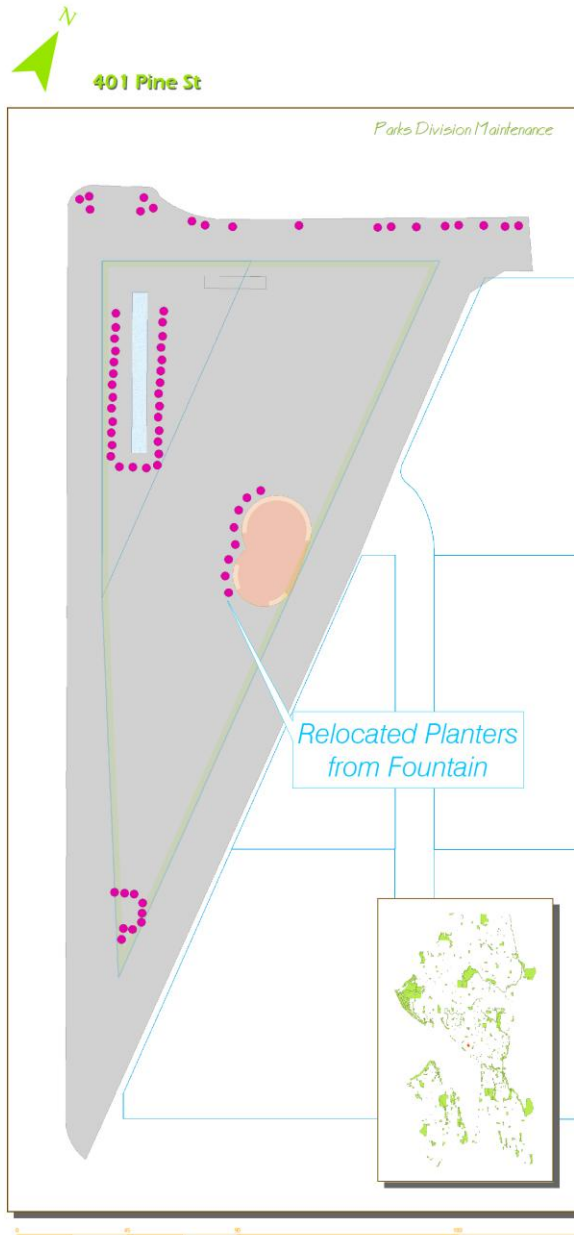 N
401 Pine St
Parks Division Maintenance
Relocated Planters
from Fountain